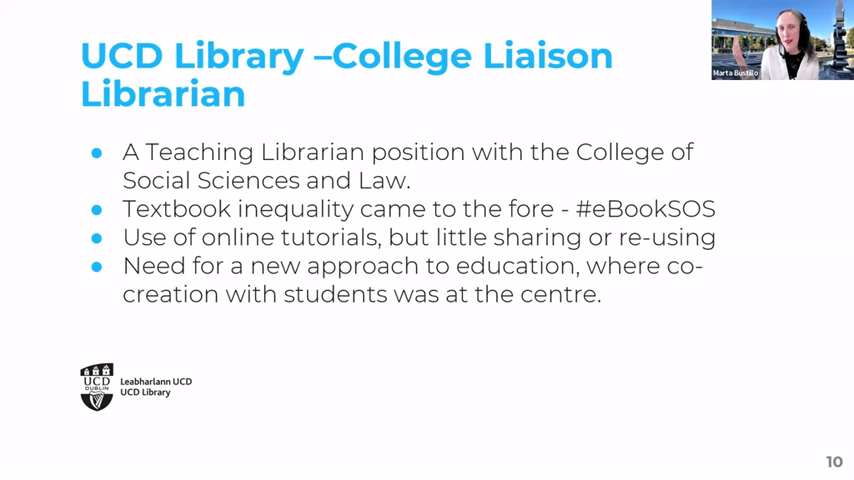 UCD Library –College Liaison
Librarian
Marta Bustillo
● A Teaching Librarian position with the College of
Social Sciences and Law.
● Textbook inequality came to the fore - #eBookSOS
● Use of online tutorials, but little sharing or re-using
● Need for a new approach to education, where co-
creation with students was at the centre.
UCD
DUBLIN
Leabharlann UCD
UCD Library
10